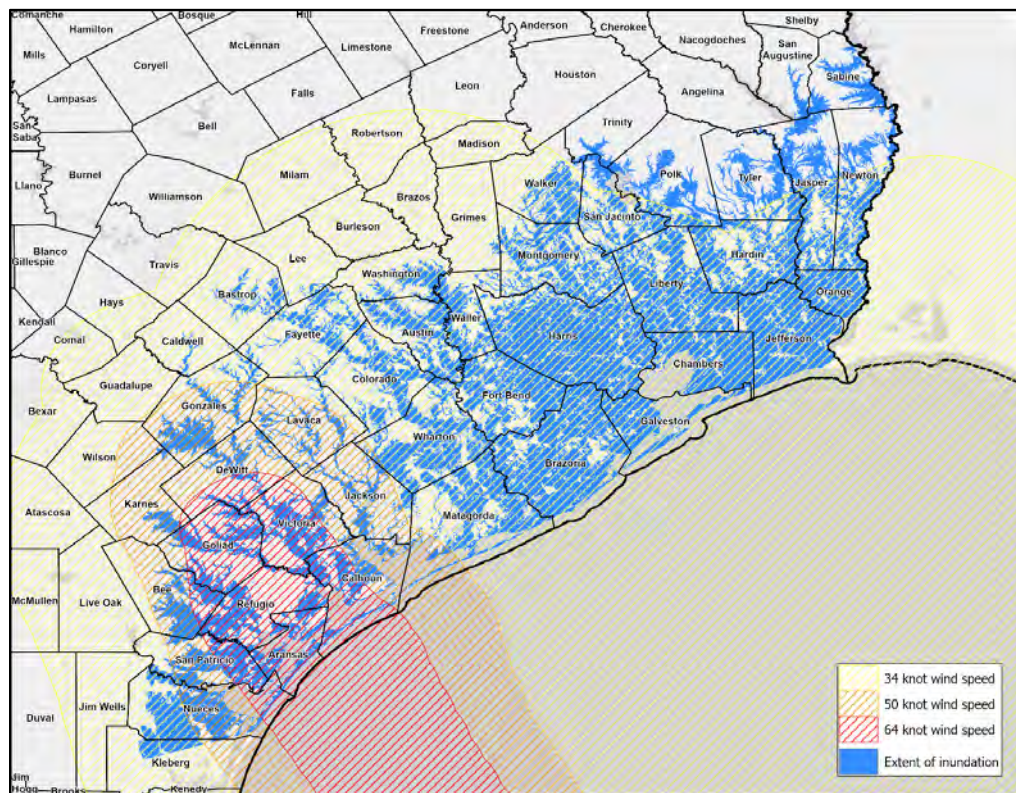 Comanche
Hamilton
Bosque
Hill
Freestone
Anderson
Cherokee
Shelby
Nacogdoches
San
Augustine
Mills
Coryell
McLennan
Limestone
Sabine
Leon
Houston
Lampasas
Falls
Angelina
San
Saba
Bell
Robertson
Trinity
Madison
Burnet
Milam
Walker
Polk
Tyler
Jasper
Newton
Llano
Williamson
Brazos
Grimes
San Jacinto
Burleson
Montgomery
Hardin
Blanco
Gillespie
Travis
Lee
Washington
Liberty
Orange
Hays
Bastrop
Waller
Kendall
Fayette
Austin
Harris
Jefferson
Comal
Caldwell
Chambers
Colorado
Guadalupe
Fort Bend
Bexar
Gonzales
Lavaca
Galveston
Wharton
Wilson
Brazoria
DeWitt
Jackson
Karnes
Matagorda
Atascosa
Victoria
Goliad
Calhoun
Bee
McMullen
Live Oak
Refugio
San Patricio
Aransas
Duval
Jim Wells
Nueces
Kleberg
Jim
Hogg
Brooks
Kenedy
34 knot wind speed
50 knot wind speed
64 knot wind speed
Extent of inundation